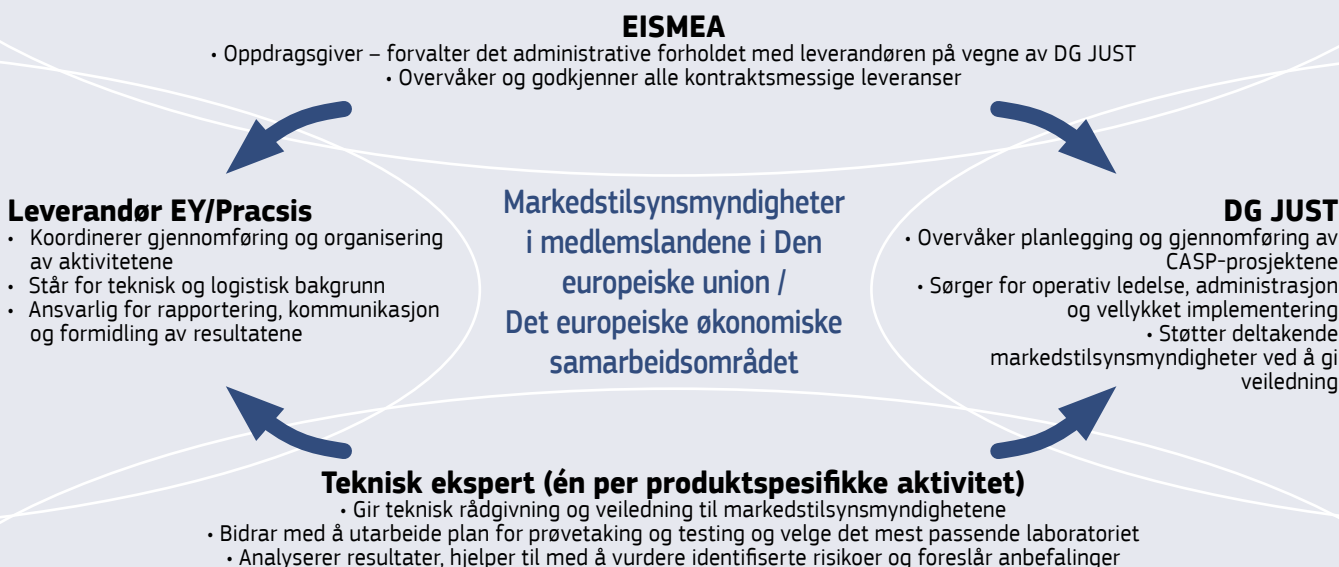 EISMEA
• Oppdragsgiver – forvalter det administrative forholdet med leverandøren på vegne av DG JUST
• Overvåker og godkjenner alle kontraktsmessige leveranser
Leverandør EY/Pracsis
• Koordinerer gjennomføring og organisering
av aktivitetene
• Står for teknisk og logistisk bakgrunn
• Ansvarlig for rapportering, kommunikasjon
og formidling av resultatene
Markedstilsynsmyndigheter
i medlemslandene i Den
europeiske union /
Det europeiske økonomiske
samarbeidsområdet
DG JUST
• Overvåker planlegging og gjennomføring av
CASP-prosjektene
• Sørger for operativ ledelse, administrasjon
og vellykket implementering
• Støtter deltakende
markedstilsynsmyndigheter ved å gi
veiledning
Teknisk ekspert (én per produktspesifikke aktivitet)
• Gir teknisk rådgivning og veiledning til markedstilsynsmyndighetene
• Bidrar med å utarbeide plan for prøvetaking og testing og velge det mest passende laboratoriet
• Analyserer resultater, hjelper til med å vurdere identifiserte risikoer og foreslår anbefalinger